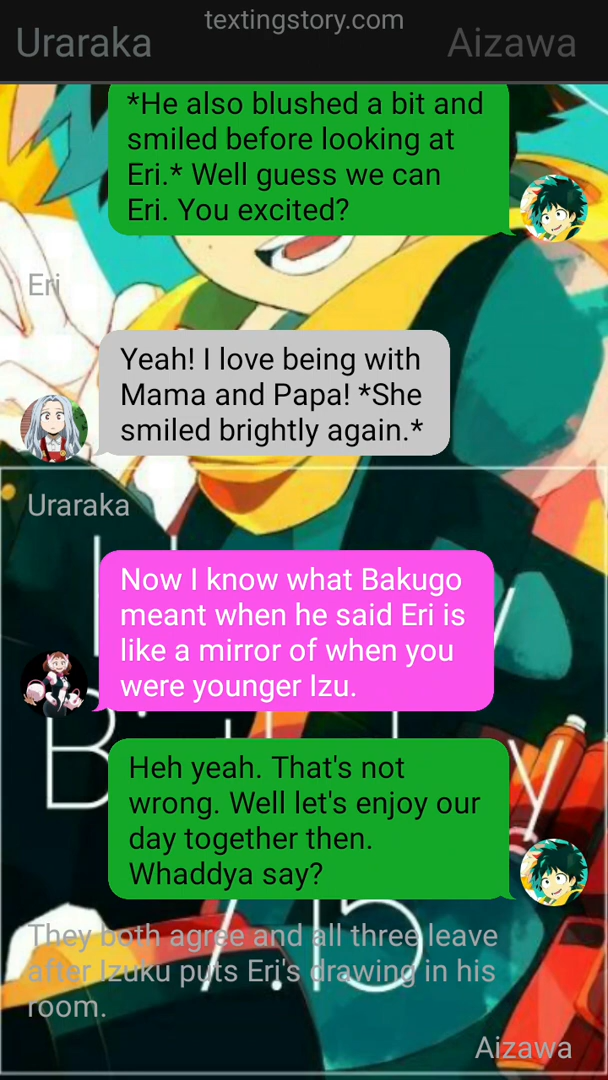 textingstory.com
Uraraka
Aizawa
*He also blushed a bit and
smiled before looking at
Eri.* Well guess we can
Eri. You excited?
Eri
Yeah! I love being with
Mama and Papa! *She
smiled brightly again.*
Uraraka
Now I know what Bakugo
meant when he said Eri is
like a mirror of when you
were younger Izu.
Heh yeah. That's not
wrong. Well let's enjoy our
day together then.
Whaddya say?
They both agree and all three leave
after Izuku puts Eri's drawing in his
room.
7.15
Aizawa